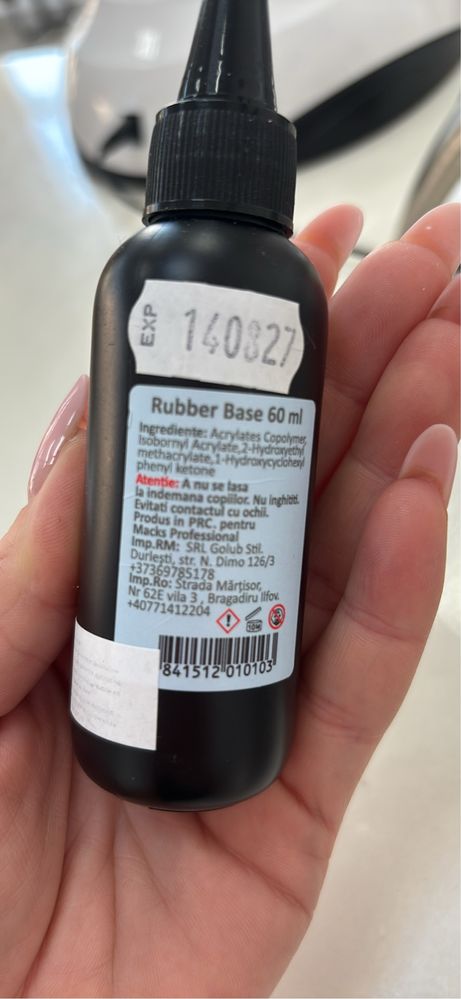 EXP 140827
Rubber Base 60 ml
Ingrediente: Acrylates Copolymer,
Isobornyl Acrylate,2-Hydroxyethyl
methacrylate,1-Hydroxycyclohexyl
phenyl ketone
Atentie: A nu se lasa
la indemana copiilor. Nu inghititi.
Evitati contactul cu ochii.
Produs in PRC, pentru
Macks Professional
Imp.RM: SRL Golub Stil.
Durlești, str. N. Dimo 126/3
+37369785178
Imp.Ro: Strada Mărțisor,
Nr 62E vila 3 , Bragadiru Ilfov.
+40771412204
841512 010103